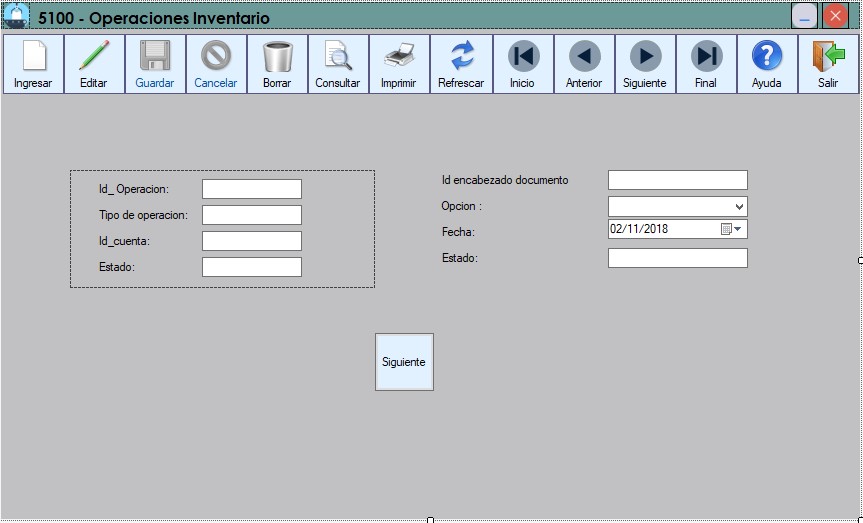 5100 - Operaciones Inventario
Ingresar Editar Guardar Cancelar Borrar Consultar Imprimir Refrescar Inicio Anterior Siguiente Final Ayuda Salir
Id_ Operacion:
Tipo de operacion:
Id_cuenta:
Estado:
Id encabezado documento
Opcion :
Fecha: 02/11/2018
Estado:
Siguiente